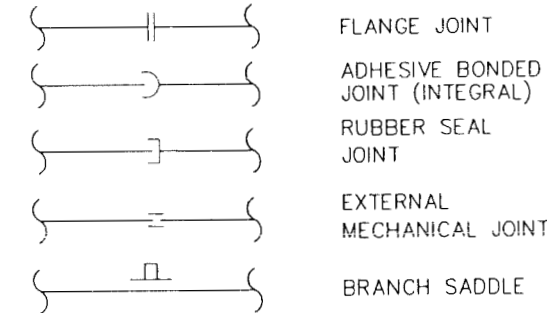 FLANGE JOINT
ADHESIVE BONDED
JOINT (INTEGRAL)
RUBBER SEAL
JOINT
EXTERNAL
MECHANICAL JOINT
BRANCH SADDLE